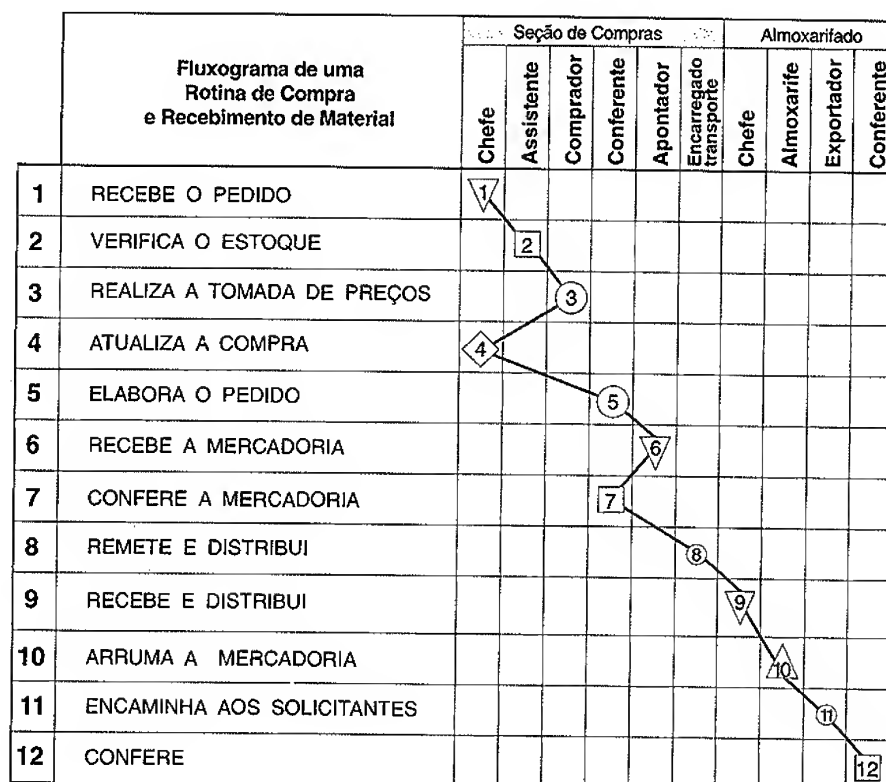 Fluxograma de uma
Rotina de Compra
e Recebimento de Material
Seção de Compras
Almoxarifado
Chefe
Assistente
Comprador
Conferente
Apontador
Encarregado
transporte
Chefe
Almoxarife
Exportador
Conferente
1 RECEBE O PEDIDO 1
2 VERIFICA O ESTOQUE 2
3 REALIZA A TOMADA DE PREÇOS 3
4 ATUALIZA A COMPRA 4
5 ELABORA O PEDIDO 5
6 RECEBE A MERCADORIA 6
7 CONFERE A MERCADORIA 7
8 REMETE E DISTRIBUI 8
9 RECEBE E DISTRIBUI 9
10 ARRUMA A MERCADORIA 10
11 ENCAMINHA AOS SOLICITANTES 11
12 CONFERE 12